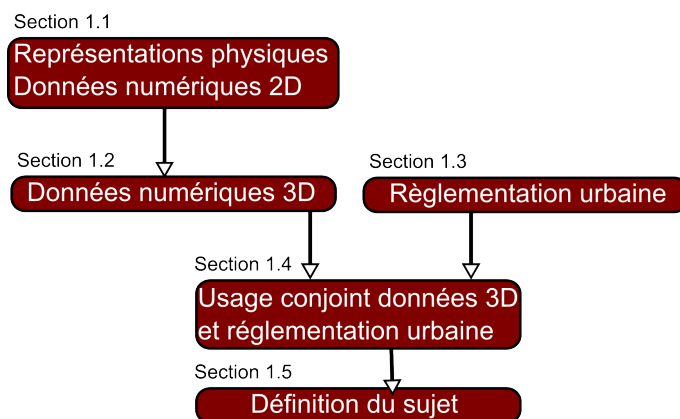 Section 1.1
Représentations physiques
Données numériques 2D
Section 1.2
Données numériques 3D
Section 1.3
Règlementation urbaine
Section 1.4
Usage conjoint données 3D
et réglementation urbaine
Section 1.5
Définition du sujet